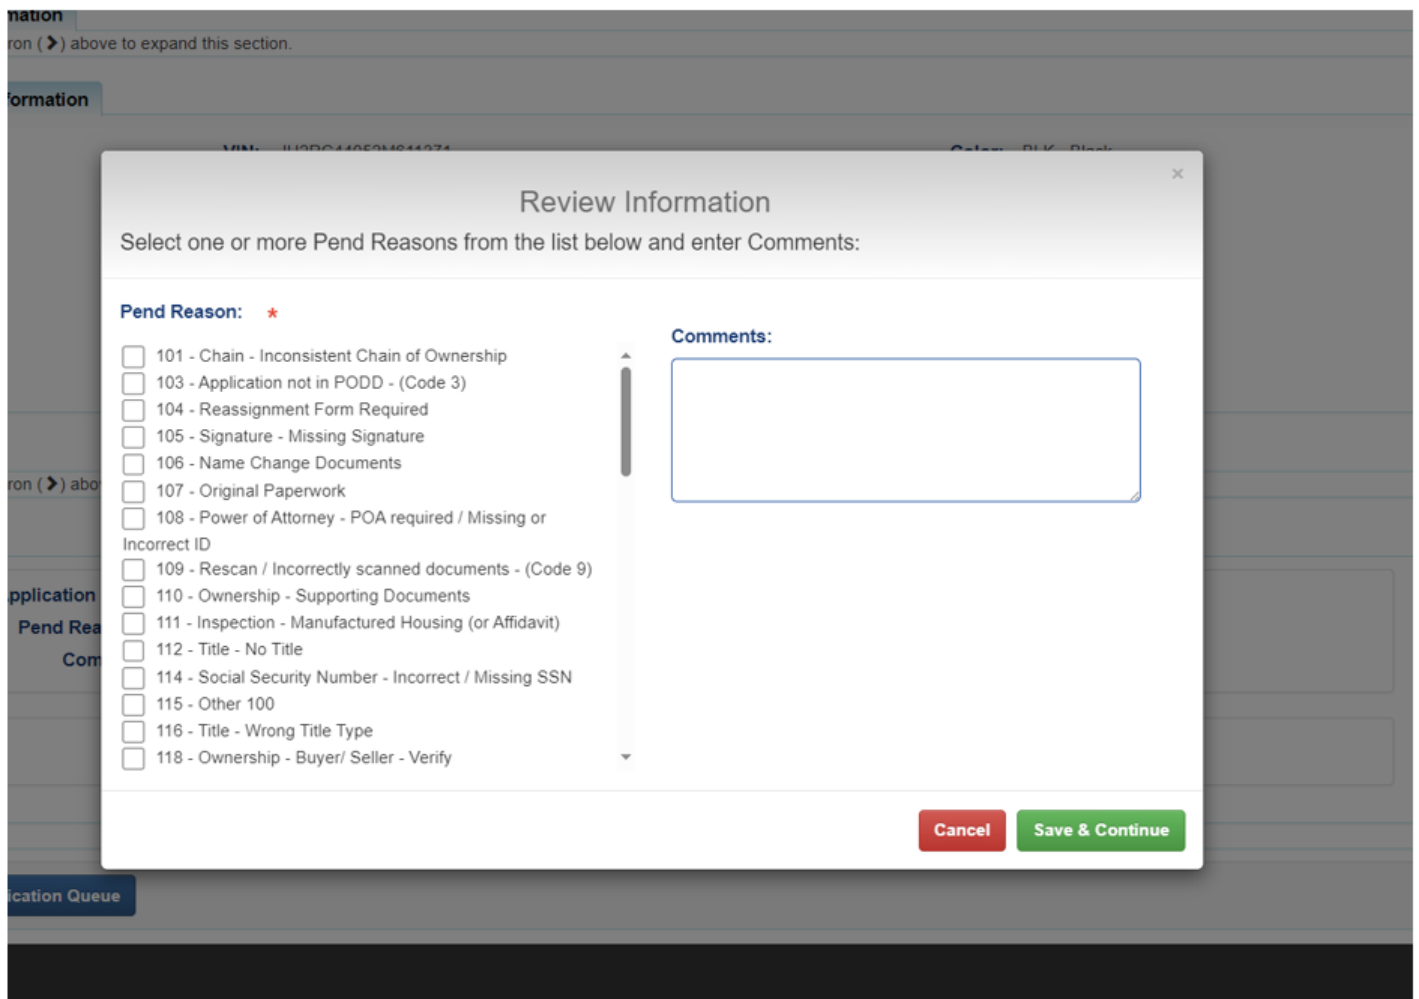 mation
ron ( ) above to expand this section.
formation
VIN:
Color: BLK - Black
×
Review Information
Select one or more Pend Reasons from the list below and enter Comments:
Pend Reason: *
Comments:
101 - Chain - Inconsistent Chain of Ownership
103 - Application not in PODD - (Code 3)
104 - Reassignment Form Required
105 - Signature - Missing Signature
106 - Name Change Documents
107 - Original Paperwork
108 - Power of Attorney - POA required / Missing or
Incorrect ID
109 - Rescan / Incorrectly scanned documents - (Code 9)
110 - Ownership - Supporting Documents
111 - Inspection - Manufactured Housing (or Affidavit)
112 - Title - No Title
114 - Social Security Number - Incorrect / Missing SSN
115 - Other 100
116 - Title - Wrong Title Type
118 - Ownership - Buyer/ Seller - Verify
ron ( ) abo
pplication
Pend Rea
Com
Cancel
Save & Continue
ication Queue